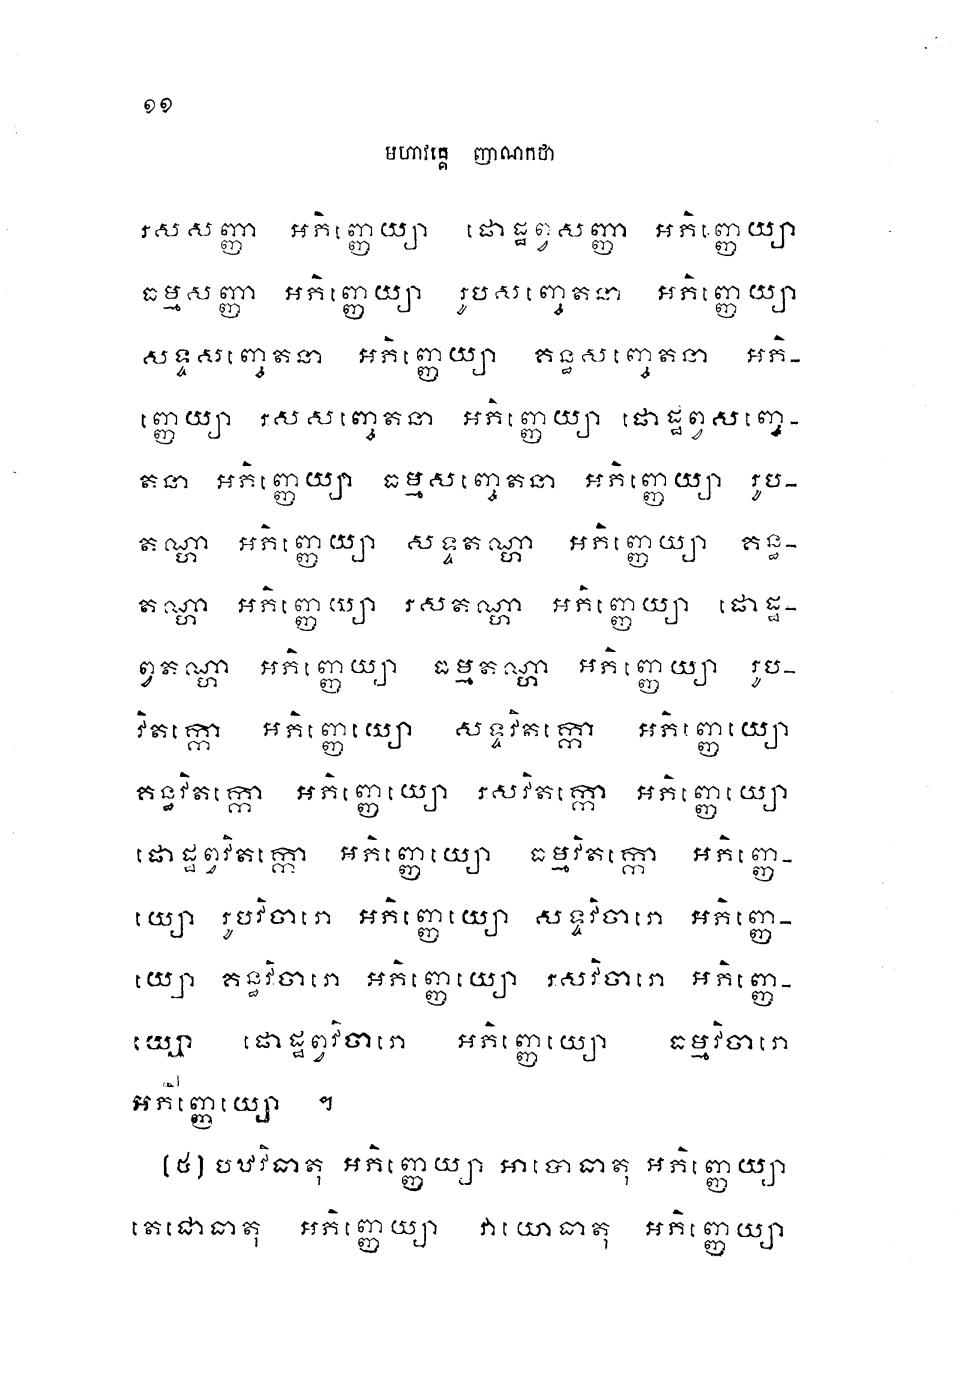 ១១
មហាវគ្គេ ញាណកថា
រសសញ្ញា អភិញ្ញេយ្យា ផោដ្ឋព្វសញ្ញា អភិញ្ញេយ្យា
ធម្មសញ្ញា អភិញ្ញេយ្យា រូបសញ្ចេតនា អភិញ្ញេយ្យា
សទ្ទសញ្ចេតនា អភិញ្ញេយ្យា គន្ធសញ្ចេតនា អភិ-
ញ្ញេយ្យា រសសញ្ចេតនា អភិញ្ញេយ្យា ផោដ្ឋព្វសញ្ចេ-
តនា អភិញ្ញេយ្យា ធម្មសញ្ចេតនា អភិញ្ញេយ្យា រូប-
តណ្ហា អភិញ្ញេយ្យា សទ្ទតណ្ហា អភិញ្ញេយ្យា គន្ធ-
តណ្ហា អភិញ្ញេយ្យា រសតណ្ហា អភិញ្ញេយ្យា ផោដ្ឋ-
ព្វតណ្ហា អភិញ្ញេយ្យា ធម្មតណ្ហា អភិញ្ញេយ្យា រូប-
វិតក្កោ អភិញ្ញេយ្យោ សទ្ទវិតក្កោ អភិញ្ញេយ្យោ
គន្ធវិតក្កោ អភិញ្ញេយ្យោ រសវិតក្កោ អភិញ្ញេយ្យោ
ផោដ្ឋព្វវិតក្កោ អភិញ្ញេយ្យោ ធម្មវិតក្កោ អភិញ្ញេ-
យ្យោ រូបវិចារោ អភិញ្ញេយ្យោ សទ្ទវិចារោ អភិញ្ញេ-
យ្យោ គន្ធវិចារោ អភិញ្ញេយ្យោ រសវិចារោ អភិញ្ញេ-
យ្យោ ផោដ្ឋព្វវិចារោ អភិញ្ញេយ្យោ ធម្មវិចារោ
អភិញ្ញេយ្យោ ។
(៥) បឋវិធាតុ អភិញ្ញេយ្យា អាបោធាតុ អភិញ្ញេយ្យា
តេជោធាតុ អភិញ្ញេយ្យា វាយោធាតុ អភិញ្ញេយ្យា